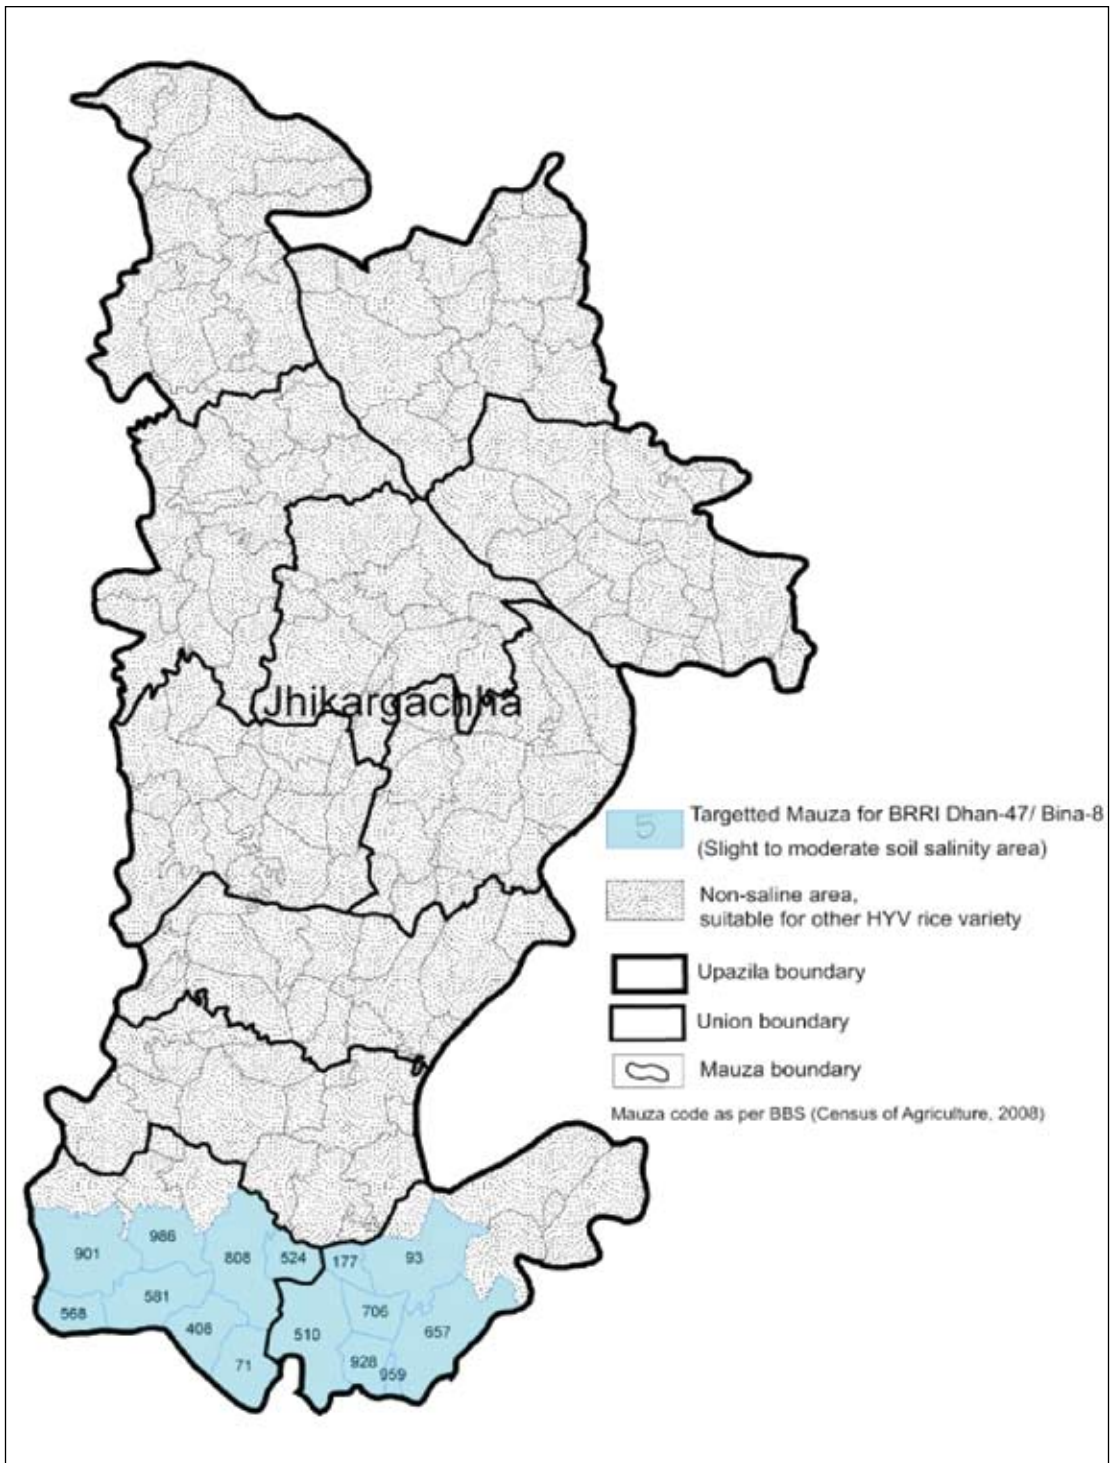 Jhikargachha
5
Targetted Mauza for BRRI Dhan-47/ Bina-8
(Slight to moderate soil salinity area)
Non-saline area,
suitable for other HYV rice variety
Upazila boundary
Union boundary
Mauza boundary
Mauza code as per BBS (Census of Agriculture, 2008)
901
986
808
524
177
93
568
581
408
71
510
706
657
928
959